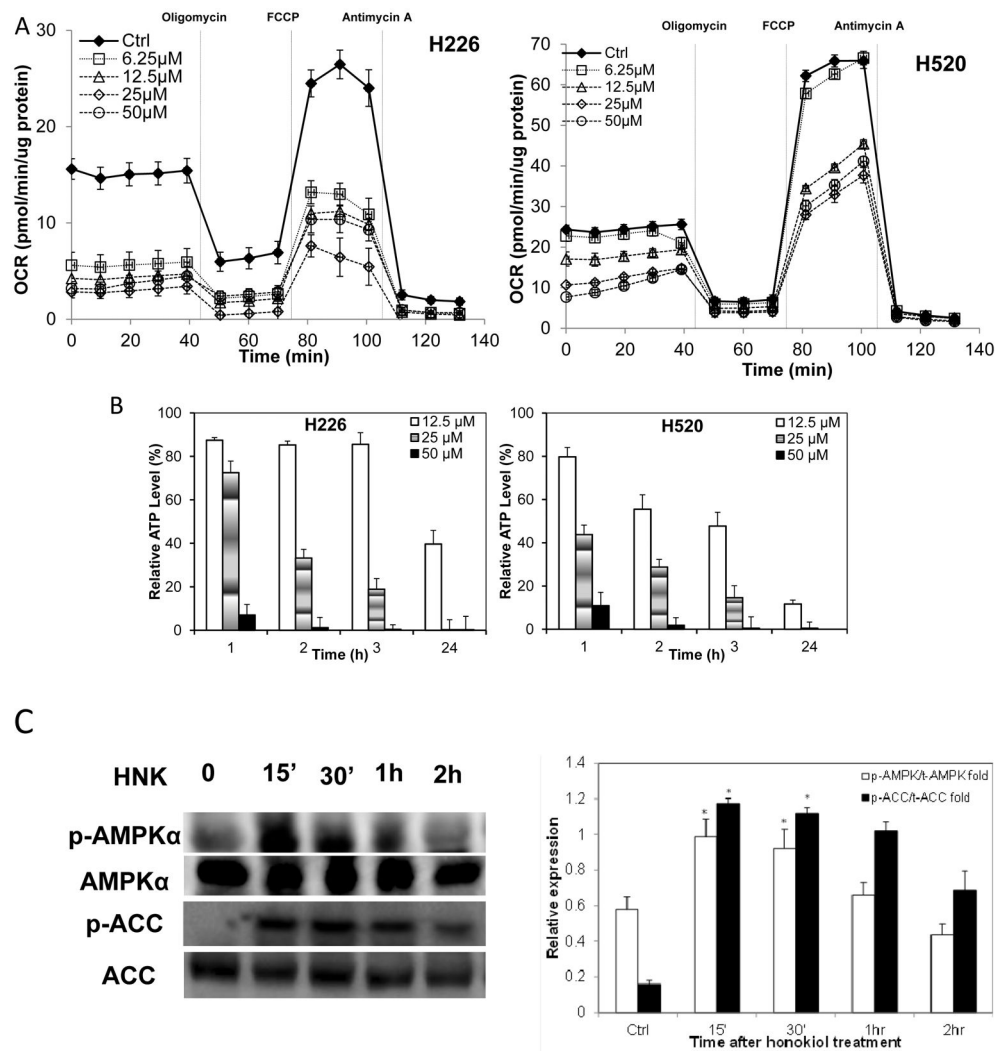 A
Oligomycin FCCP Antimycin A
H226
Ctrl
6.25µM
12.5µM
25µM
50µM
OCR (pmol/min/ug protein)
30
20
10
0
0 20 40 60 80 100 120 140
Time (min)
Oligomycin FCCP Antimycin A
H520
Ctrl
6.25µM
12.5µM
25µM
50µM
OCR (pmol/min/ug protein)
70
60
50
40
30
20
10
0
0 20 40 60 80 100 120 140
Time (min)
B
H226
12.5 µM
25 µM
50 µM
Relative ATP Level (%)
100
80
60
40
20
0
1 2 3 24
Time (h)
H520
12.5 µM
25 µM
50 µM
Relative ATP Level (%)
100
80
60
40
20
0
1 2 3 24
Time (h)
C
HNK 0 15' 30' 1h 2h
p-AMPKα
AMPKα
p-ACC
ACC
p-AMPK/t-AMPK fold
p-ACC/t-ACC fold
Relative expression
1.4
1.2
1
0.8
0.6
0.4
0.2
0
* * * *
Ctrl 15' 30' 1hr 2hr
Time after honokiol treatment